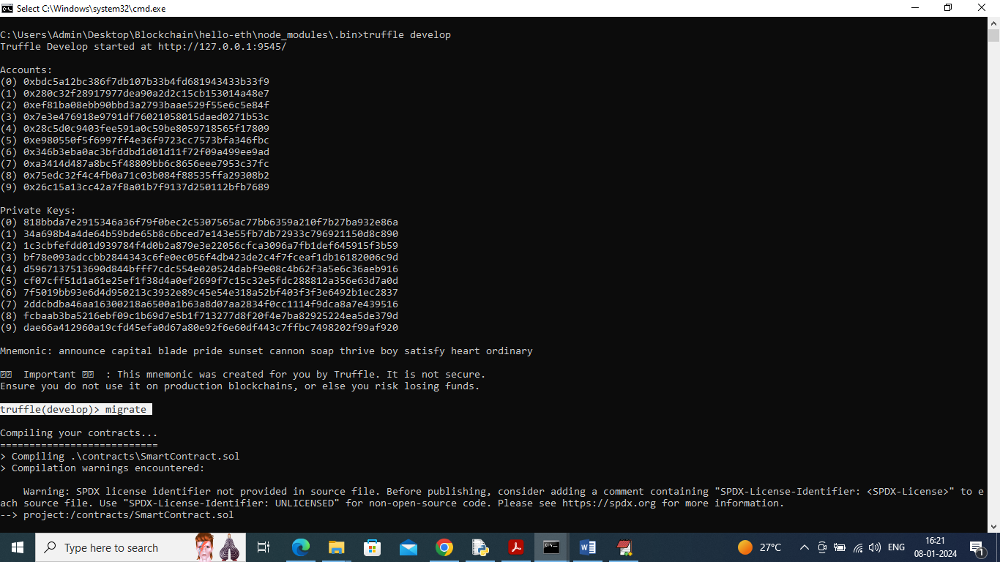 Select C:\Windows\system32\cmd.exe
C:\Users\Admin\Desktop\Blockchain\hello-eth\node_modules\.bin>truffle develop
Truffle Develop started at http://127.0.0.1:9545/
Accounts:
(0) 0xbdc5a12bc386f7db107b33b4fd681943433b33f9
(1) 0x280c32f28917977dea90a2d2c15cb153014a48e7
(2) 0xef81ba08ebb90bbd3a2793baae529f55e6c5e84f
(3) 0x7e3e476918e9791df76021058015daed0271b53c
(4) 0x28c5d0c9403fee591a0c59be8059718565f17809
(5) 0xe980550f5f6997ff4e36f9723cc7573bfa346fbc
(6) 0x346b3eba0ac3bfddbd1d01d11f72f09a499ee9ad
(7) 0xa3414d487a8bc5f48809bb6c8656eee7953c37fc
(8) 0x75edc32f4c4fb0a71c03b084f88535ffa29308b2
(9) 0x26c15a13cc42a7f8a01b7f9137d250112bfb7689
Private Keys:
(0) 818bbda7e2915346a36f79f0bec2c5307565ac77bb6359a210f7b27ba932e86a
(1) 34a698b4a4de64b59bde65b8c6bced7e143e55fb7db72933c796921150d8c890
(2) 1c3cbfefdd01d939784f4d0b2a879e3e22056cfca3096a7fb1def645915f3b59
(3) bf78e093adccbb2844343c6fe0ec056f4db423de2c4f7fceaf1db16182006c9d
(4) d5967137513690d844bfff7cdc554e020524dabf9e08c4b62f3a5e6c36aeb916
(5) cf07cff51d1a61e25ef1f38d4a0ef2699f7c15c32e5fdc288812a356e63d7a0d
(6) 7f5019bb93e6d4d950213c3932e89c45e54e318a52bf403f3f3e6492b1ec2837
(7) 2ddcbdba46aa16300218a6500a1b63a8d07aa2834f0cc1114f9dca8a7e439516
(8) fcbaab3ba5216ebf09c1b69d7e5b1f713277d8f20f4e7ba82925224ea5de379d
(9) dae66a412960a19cfd45efa0d67a80e92f6e60df443c7ffbc7498202f99af920
Mnemonic: announce capital blade pride sunset cannon soap thrive boy satisfy heart ordinary
Important : This mnemonic was created for you by Truffle. It is not secure.
Ensure you do not use it on production blockchains, or else you risk losing funds.
truffle(develop)> migrate
Compiling your contracts...
===========================
> Compiling .\contracts\SmartContract.sol
> Compilation warnings encountered:
Warning: SPDX license identifier not provided in source file. Before publishing, consider adding a comment containing "SPDX-License-Identifier: <SPDX-License>" to e
ach source file. Use "SPDX-License-Identifier: UNLICENSED" for non-open-source code. Please see https://spdx.org for more information.
--> project:/contracts/SmartContract.sol
Type here to search
27°C
ENG
16:21
08-01-2024
1